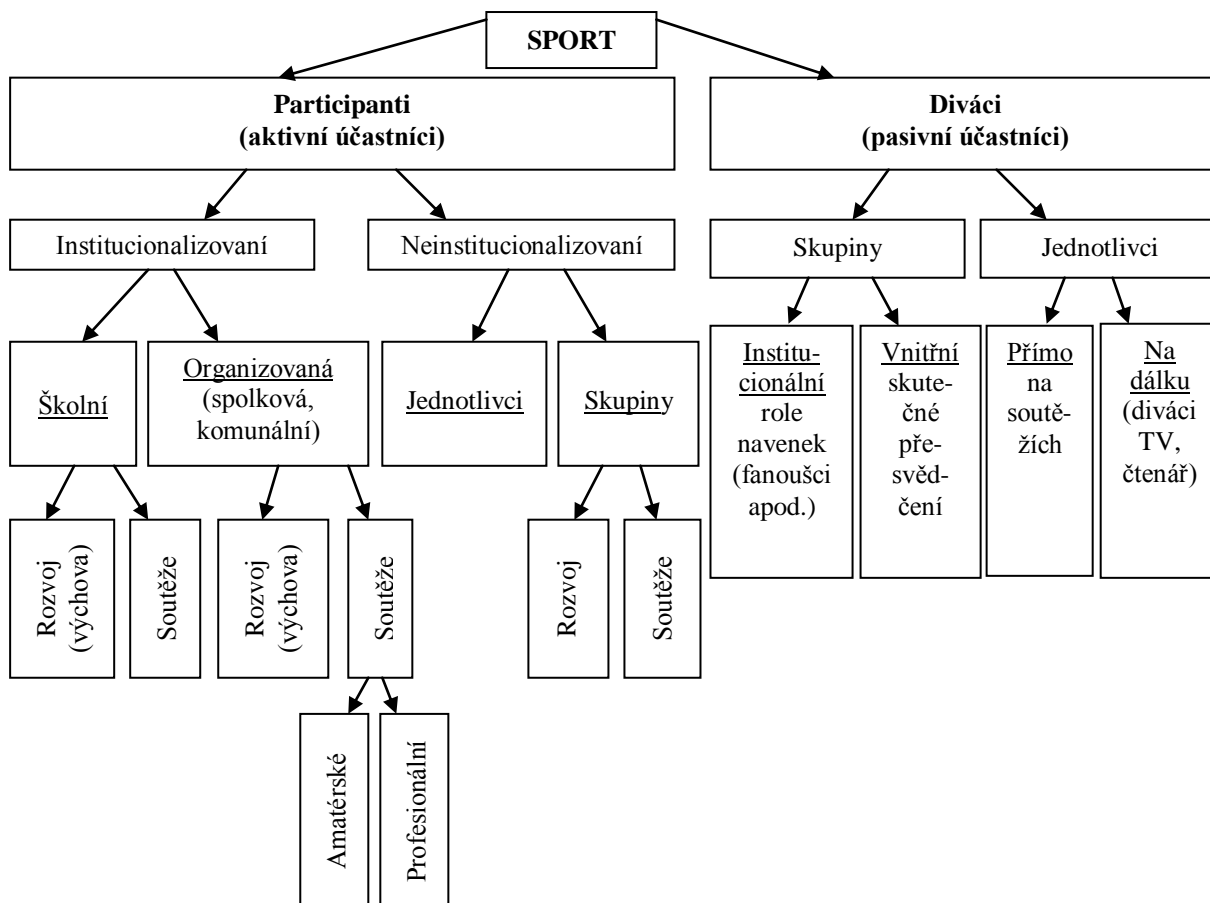 SPORT
Participanti
(aktivní účastníci)
Diváci
(pasivní účastníci)
Institucionalizovaní
Neinstitucionalizovaní
Skupiny
Jednotlivci
Školní
Organizovaná
(spolková,
komunální)
Jednotlivci
Skupiny
Institu-
cionální
role
navenek
(fanoušci
apod.)
Vnitřní
skute-
čné
pře-
svěd-
čení
Přímo
na
soutě-
žích
Na
dálku
(diváci
TV,
čtenář)
Rozvoj
(výchova)
Soutěže
Rozvoj
(výchova)
Soutěže
Rozvoj
Soutěže
Amatérské
Profesionální